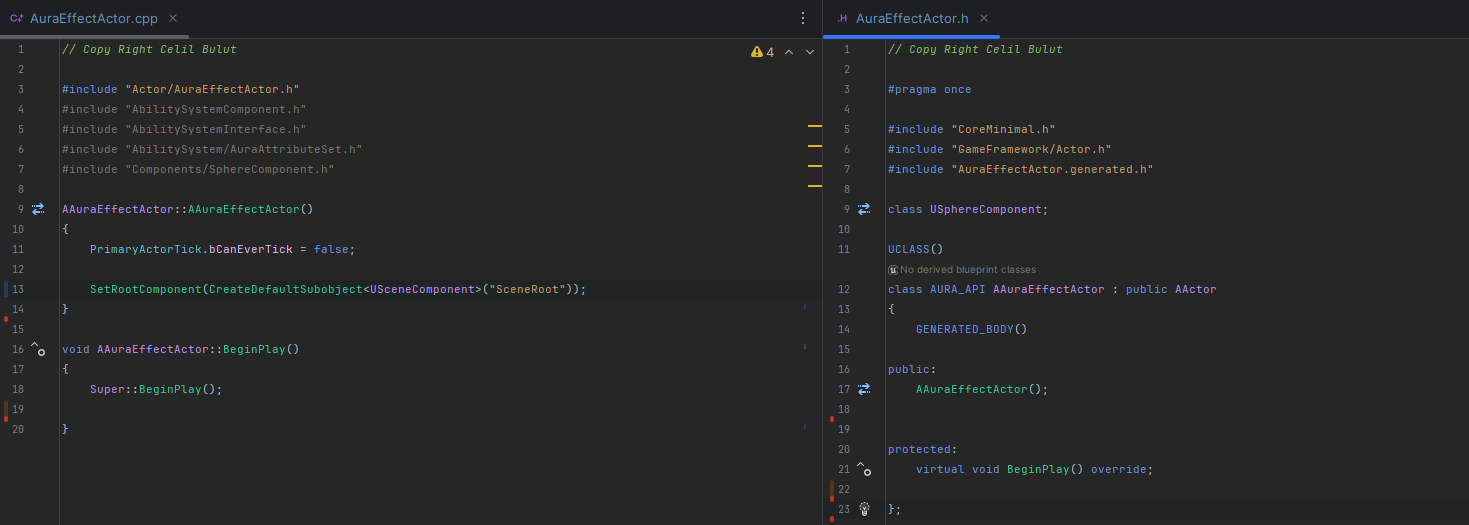 AuraEffectActor.cpp
1 // Copy Right Celil Bulut
2
3 #include "Actor/AuraEffectActor.h"
4 #include "AbilitySystemComponent.h"
5 #include "AbilitySystemInterface.h"
6 #include "AbilitySystem/AuraAttributeSet.h"
7 #include "Components/SphereComponent.h"
8
9 AAuraEffectActor::AAuraEffectActor()
10 {
11 PrimaryActorTick.bCanEverTick = false;
12
13 SetRootComponent(CreateDefaultSubobject<USceneComponent>("SceneRoot"));
14 }
15
16 void AAuraEffectActor::BeginPlay()
17 {
18 Super::BeginPlay();
19
20 }
4
AuraEffectActor.h
1 // Copy Right Celil Bulut
2
3 #pragma once
4
5 #include "CoreMinimal.h"
6 #include "GameFramework/Actor.h"
7 #include "AuraEffectActor.generated.h"
8
9 class USphereComponent;
10
11 UCLASS()
No derived blueprint classes
12 class AURA_API AAuraEffectActor : public AActor
13 {
14 GENERATED_BODY()
15
16 public:
17 AAuraEffectActor();
18
19
20 protected:
21 virtual void BeginPlay() override;
22
23 };